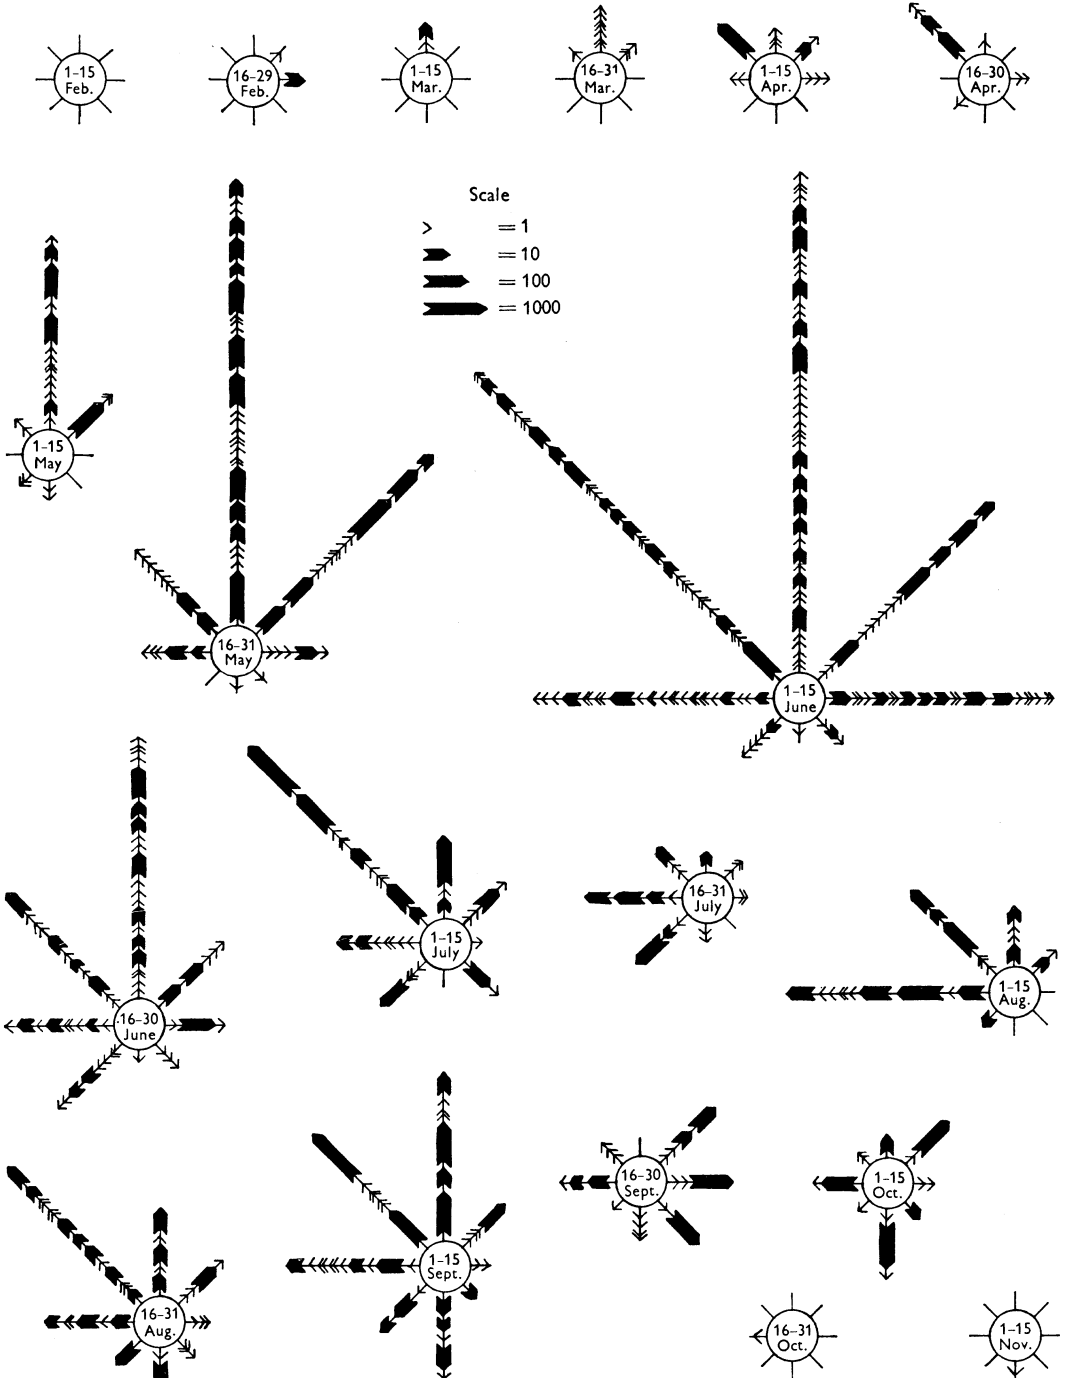 1–15
Feb.
16–29
Feb.
1–15
Mar.
16–31
Mar.
1–15
Apr.
16–30
Apr.
Scale
= 1
= 10
= 100
= 1000
1–15
May
16–31
May
1–15
June
16–30
June
1–15
July
16–31
July
1–15
Aug.
16–31
Aug.
1–15
Sept.
16–30
Sept.
1–15
Oct.
16–31
Oct.
1–15
Nov.